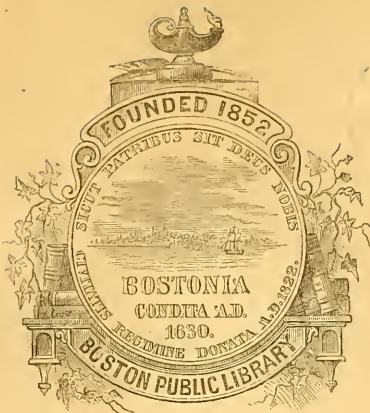 FOUNDED 1852
SICUT PATRIBUS SIT DEUS NOBIS
CIVITATIS REGIMINE DONATA A.D. 1822.
BOSTONIA
CONDITA A.D.
1630.
BOSTON PUBLIC LIBRARY